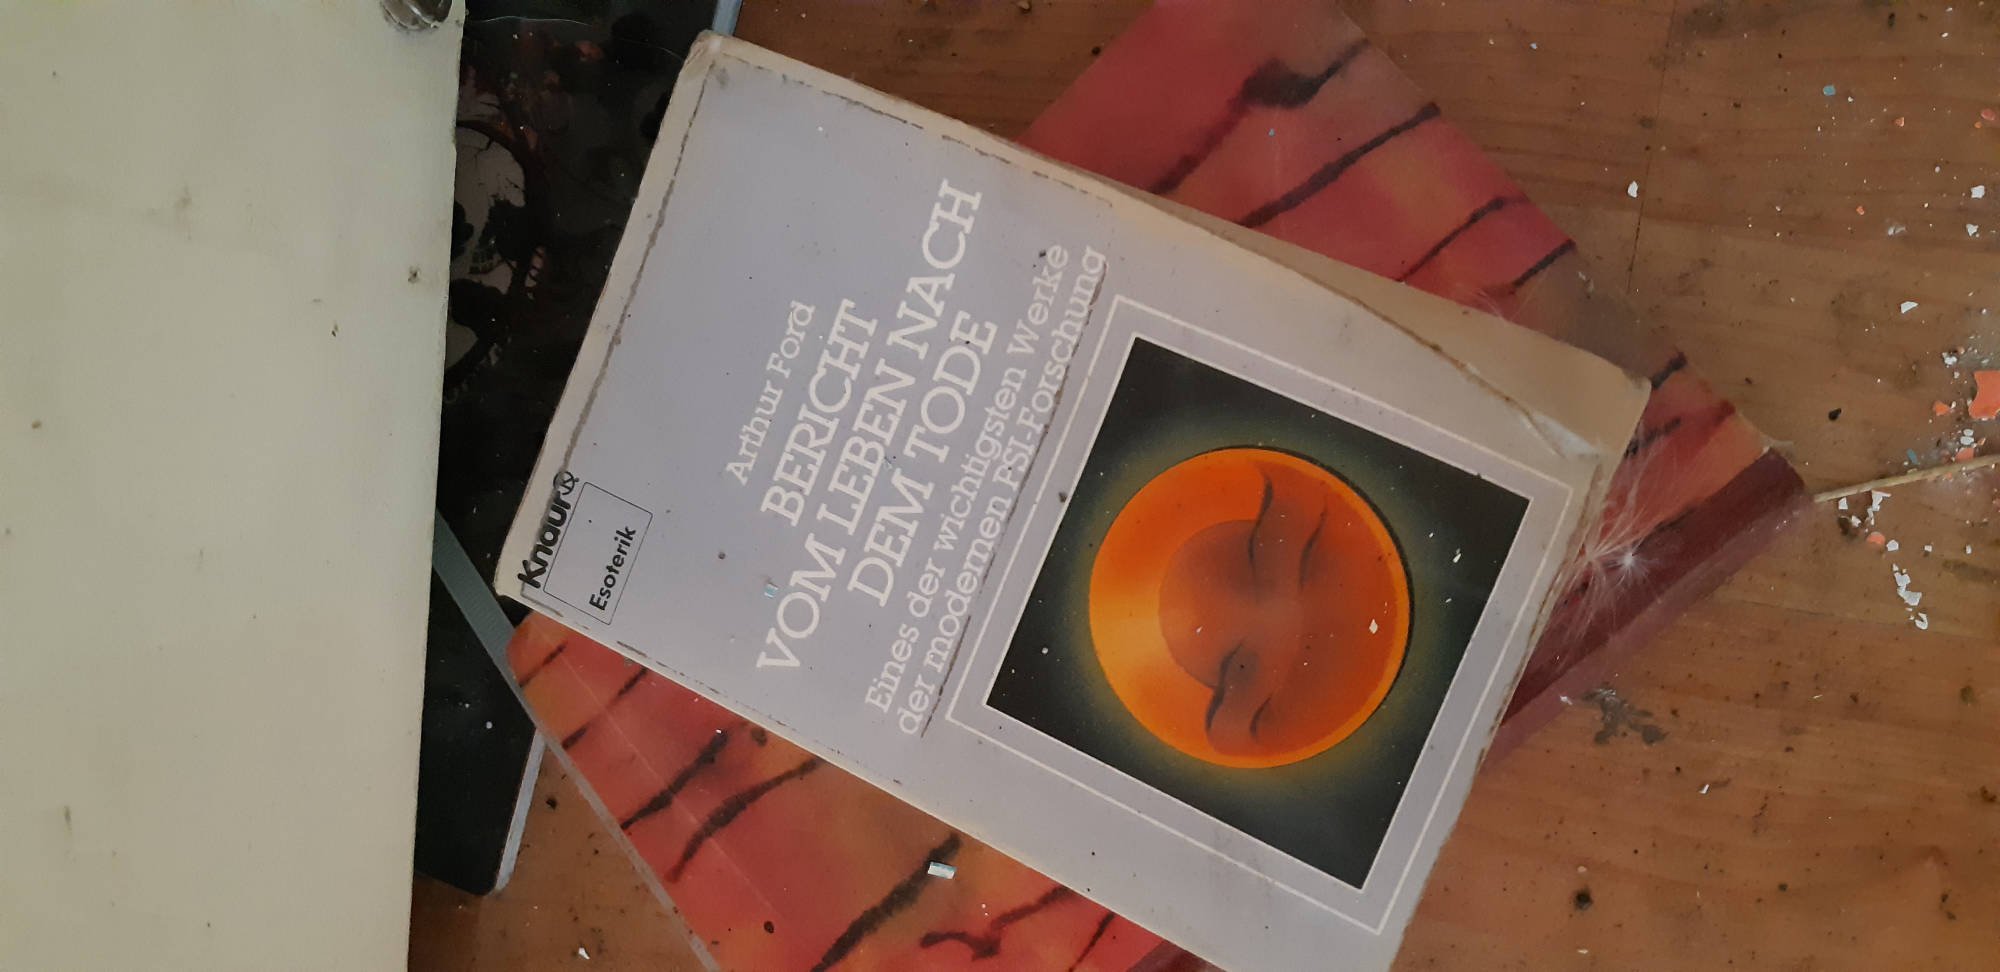 Knaur
Esoterik
Arthur Ford
BERICHT
VOM LEBEN NACH
DEM TODE
Eines der wichtigsten Werke
der modernen PSI-Forschung